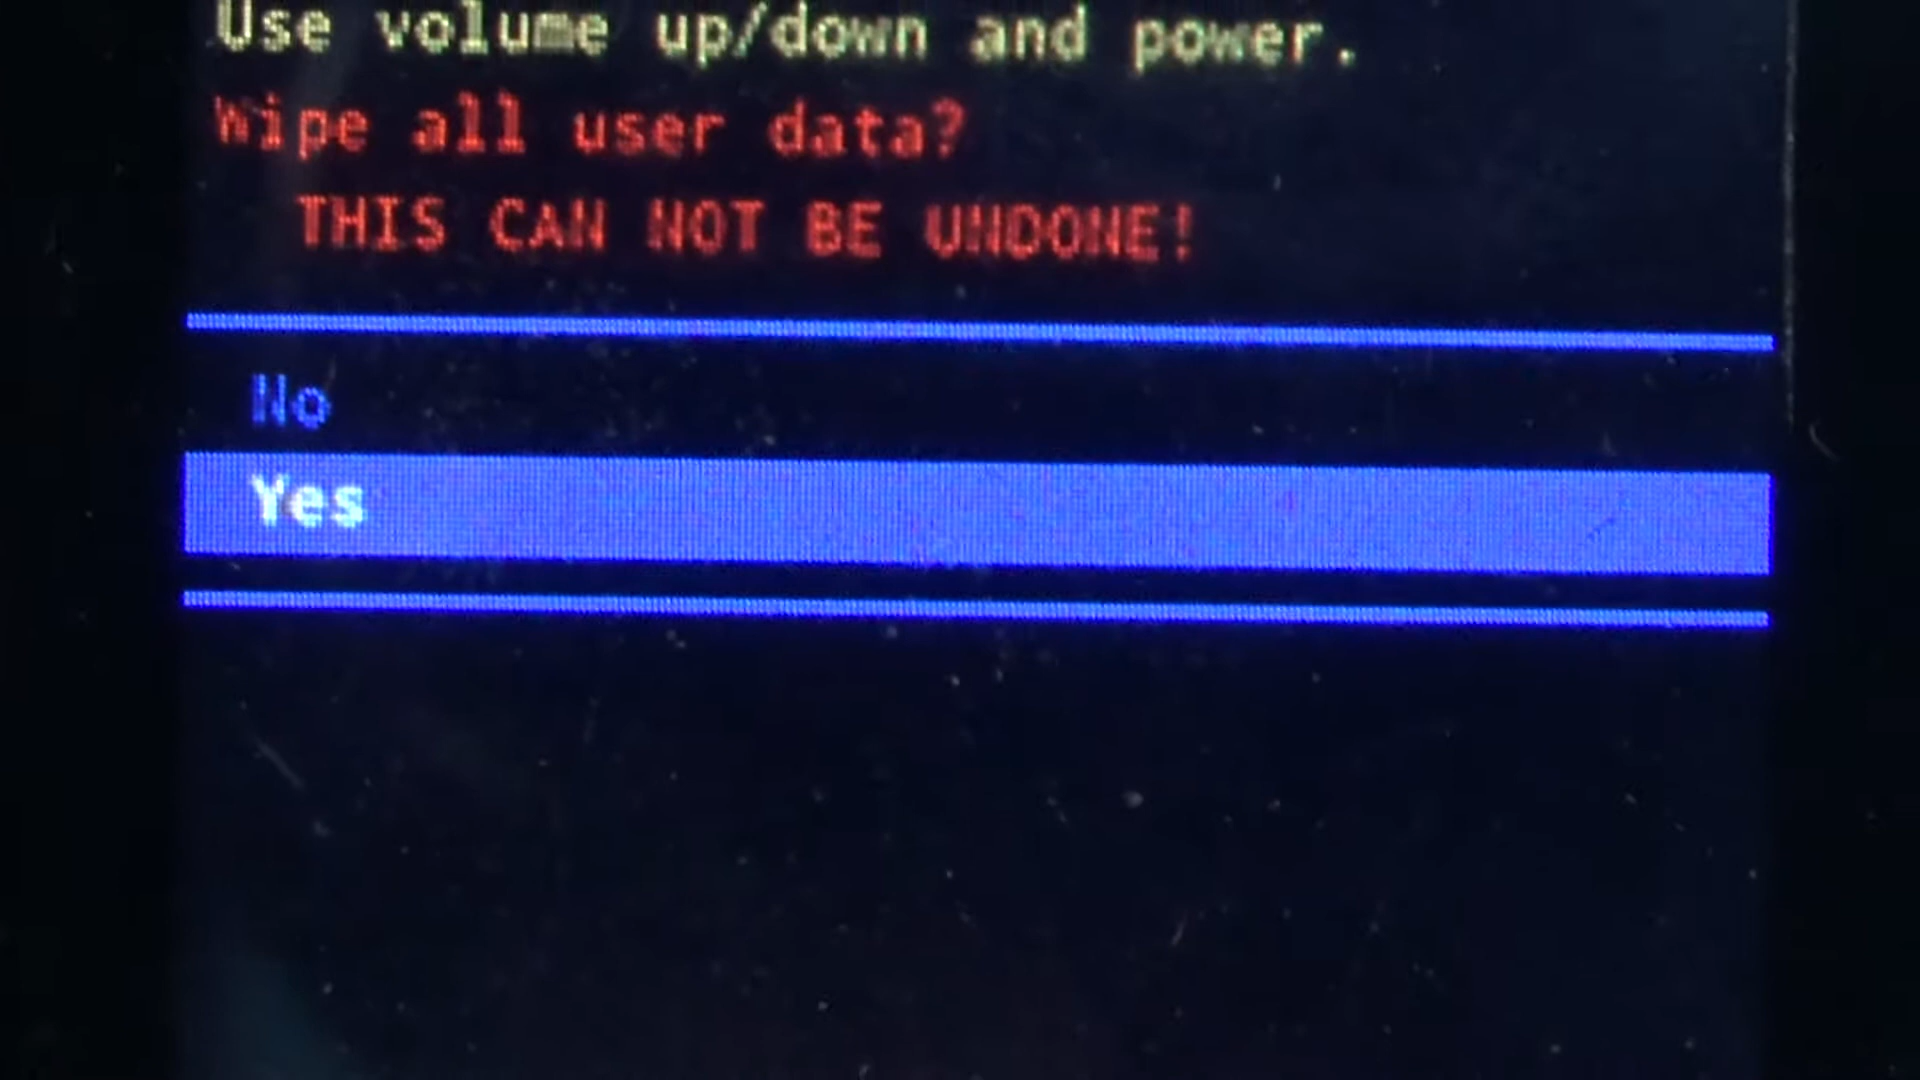 Use volume up/down and power.
Wipe all user data?
THIS CAN NOT BE UNDONE!
No
Yes